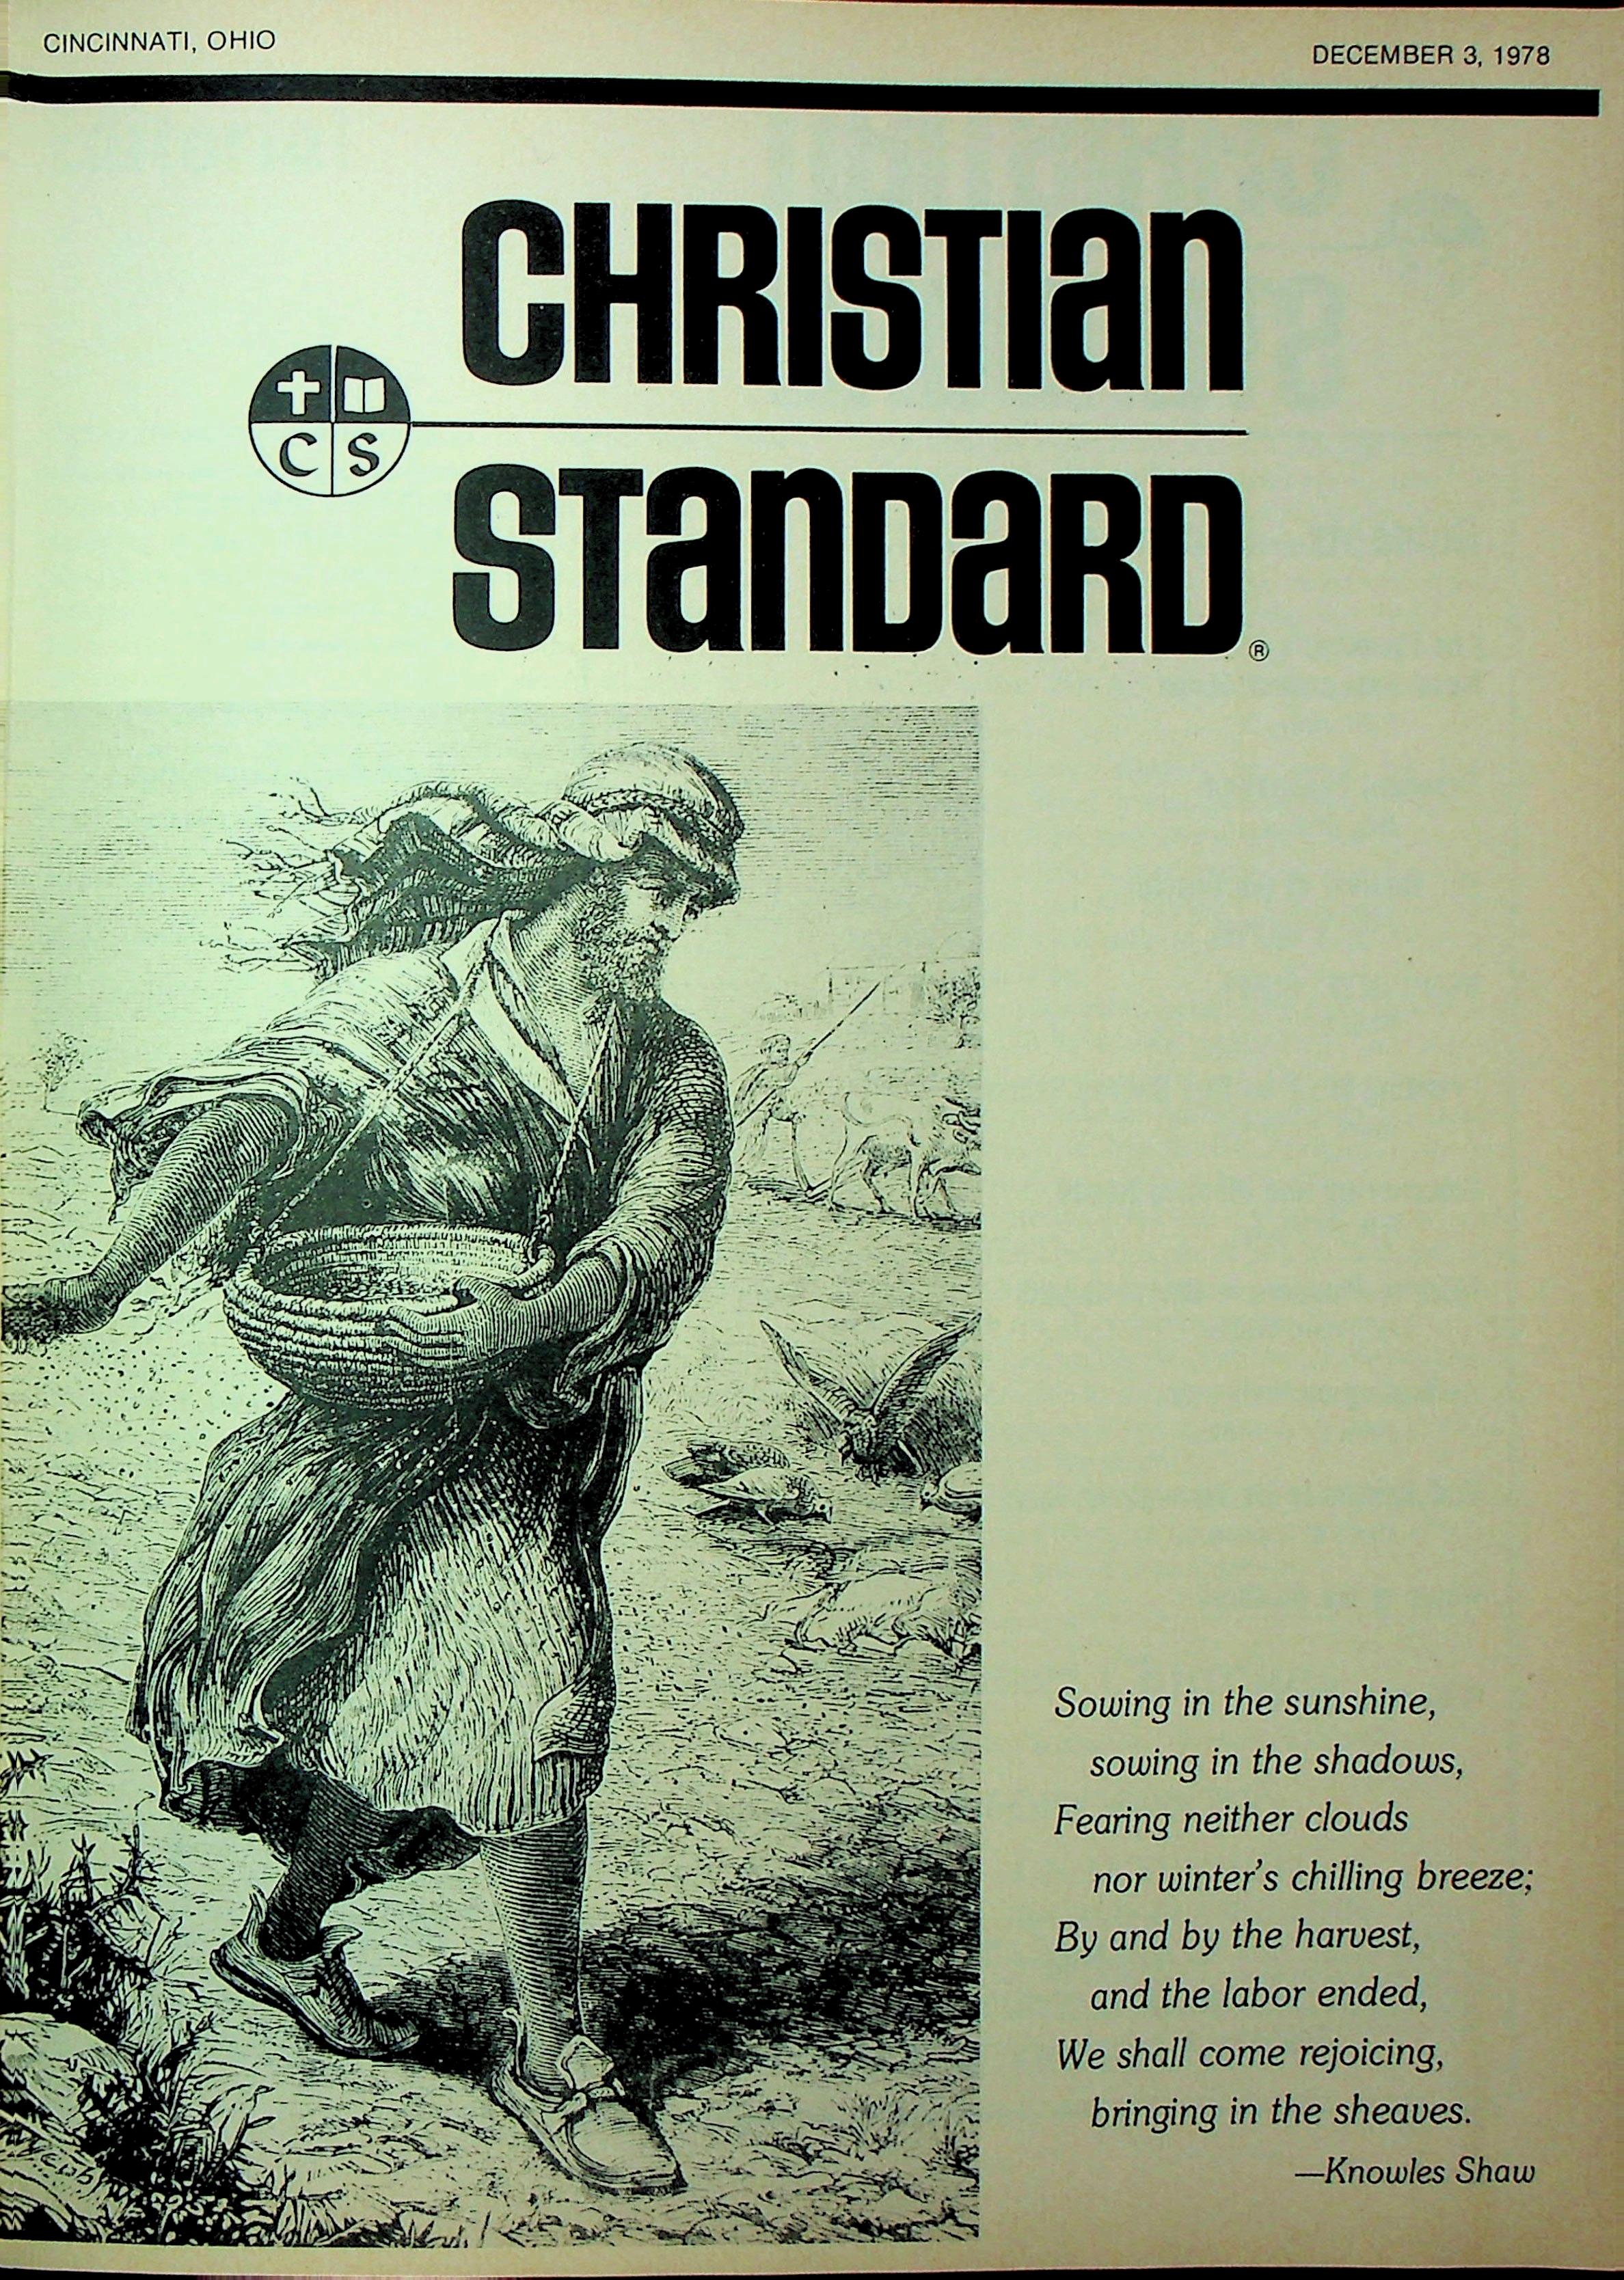 CINCINNATI, OHIO
DECEMBER 3, 1978
CHRISTIAN
C S
STANDARD®
Sowing in the sunshine,
sowing in the shadows,
Fearing neither clouds
nor winter's chilling breeze;
By and by the harvest,
and the labor ended,
We shall come rejoicing,
bringing in the sheaves.
—Knowles Shaw